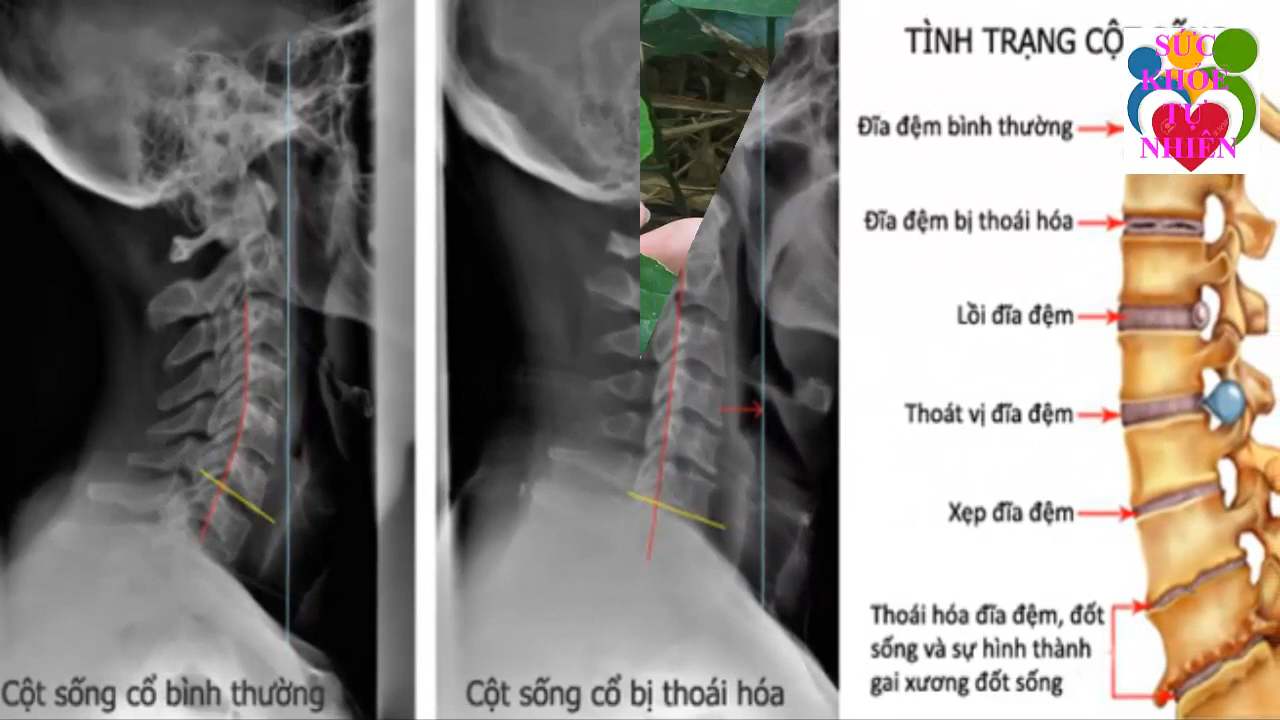 TÌNH TRẠNG CỘT SỐNG
SỨC
KHỎE
TỰ
NHIÊN
Đĩa đệm bình thường
Đĩa đệm bị thoái hóa
Lồi đĩa đệm
Thoát vị đĩa đệm
Xẹp đĩa đệm
Thoái hóa đĩa đệm, đốt
sống và sự hình thành
gai xương đốt sống
Cột sống cổ bình thường
Cột sống cổ bị thoái hóa